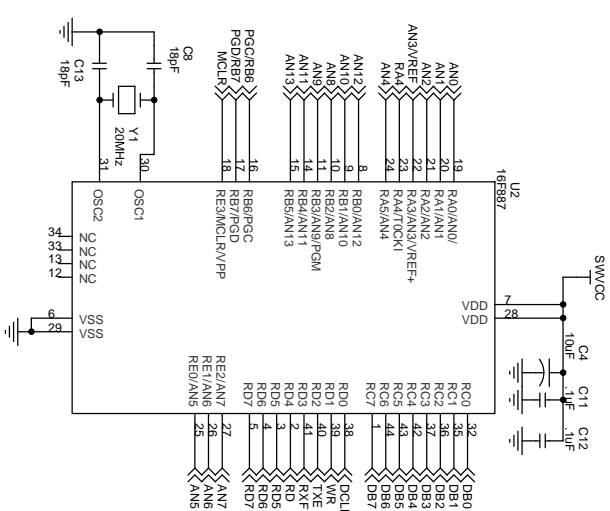 U2
16F887
SWVCC
AN0 19 RA0/AN0/
AN1 20 RA1/AN1
AN2 21 RA2/AN2
AN3/VREF 22 RA3/AN3/VREF+
RA4 23 RA4/T0CKI
AN4 24 RA5/AN4
AN12 8 RB0/AN12
AN10 9 RB1/AN10
AN8 10 RB2/AN8
AN9 11 RB3/AN9/PGM
AN11 14 RB4/AN11
AN13 15 RB5/AN13
PGC/RB6 16 RB6/PGC
PGD/RB7 17 RB7/PGD
MCLR 18 RE3/MCLR/VPP
C8
18pF
C13
18pF
Y1
20MHz
30 OSC1
31 OSC2
VDD 7
VDD 28
C4
10uF
C11
.1uF
C12
.1uF
34 NC
33 NC
13 NC
12 NC
6 VSS
29 VSS
RC0 32 DB0
RC1 35 DB1
RC2 36 DB2
RC3 37 DB3
RC4 42 DB4
RC5 43 DB5
RC6 44 DB6
RC7 1 DB7
RD0 38
RD1 39 WR
RD2 40 TXE
RD3 41 RXF
RD4 2 RD
RD5 3 RD5
RD6 4 RD6
RD7 5 RD7
RE2/AN7 27 AN7
RE1/AN6 26 AN6
RE0/AN5 25 AN5